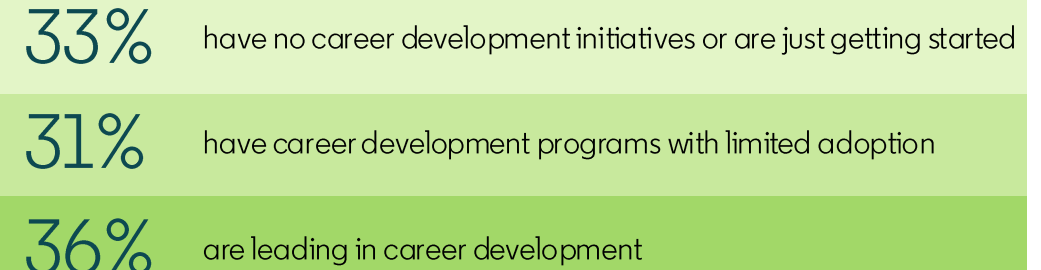 33% have no career development initiatives or are just getting started
31% have career development programs with limited adoption
36% are leading in career development